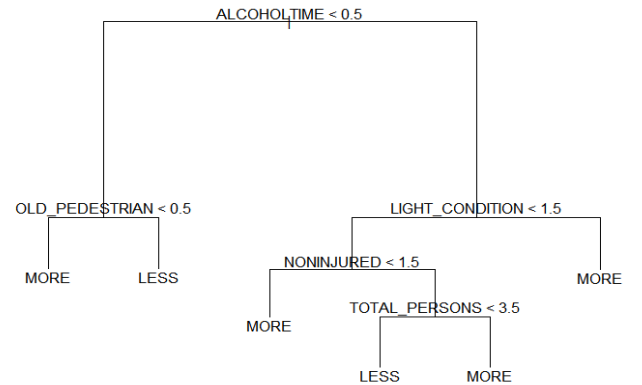 ALCOHOLTIME < 0.5
OLD_PEDESTRIAN < 0.5
LIGHT_CONDITION < 1.5
MORE
LESS
NONINJURED < 1.5
MORE
MORE
TOTAL_PERSONS < 3.5
LESS
MORE